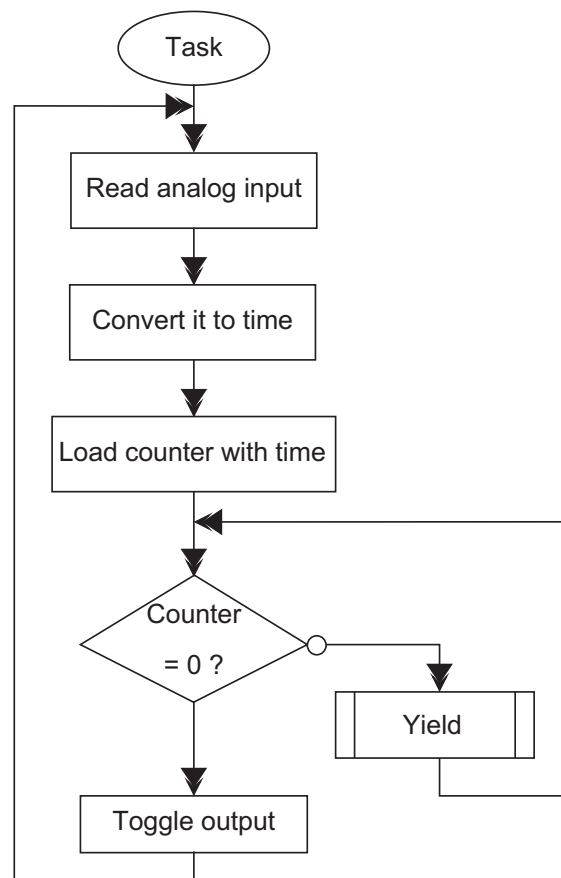 Task
Read analog input
Convert it to time
Load counter with time
Counter
= 0 ?
Yield
Toggle output